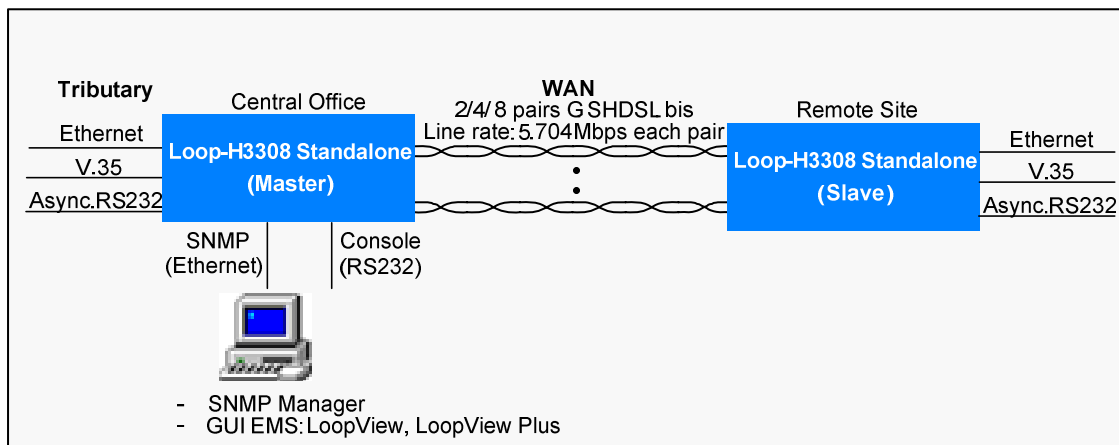 Tributary
Ethernet
V.35
Async.RS232
Central Office
Loop-H3308 Standalone
(Master)
WAN
2/4/8 pairs G SHDSL bis
Line rate: 5.704Mbps each pair
Remote Site
Loop-H3308 Standalone
(Slave)
Ethernet
V.35
Async.RS232
SNMP
(Ethernet)
Console
(RS232)
- SNMP Manager
- GUI EMS: LoopView, LoopView Plus